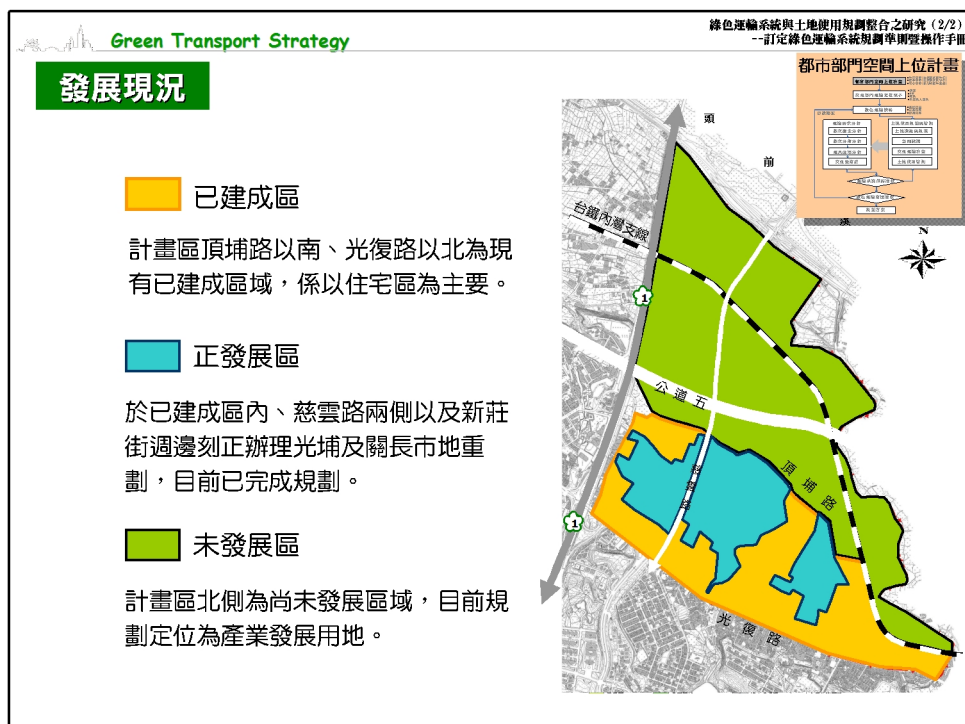 綠色運輸系統與土地使用規劃整合之研究(2/2)
--訂定綠色運輸系統規劃準則暨操作手冊
Green Transport Strategy
發展現況
都市部門空間上位計畫
已建成區
計畫區頂埔路以南、光復路以北為現
有已建成區域，係以住宅區為主要。
正發展區
於已建成區內、慈雲路兩側以及新莊
街週邊刻正辦理光埔及關長市地重
劃，目前已完成規劃。
未發展區
計畫區北側為尚未發展區域，目前規
劃定位為產業發展用地。
頭
前
溪
台鐵內灣支線
1
公道五
頂埔路
慈雲路
1
光復路